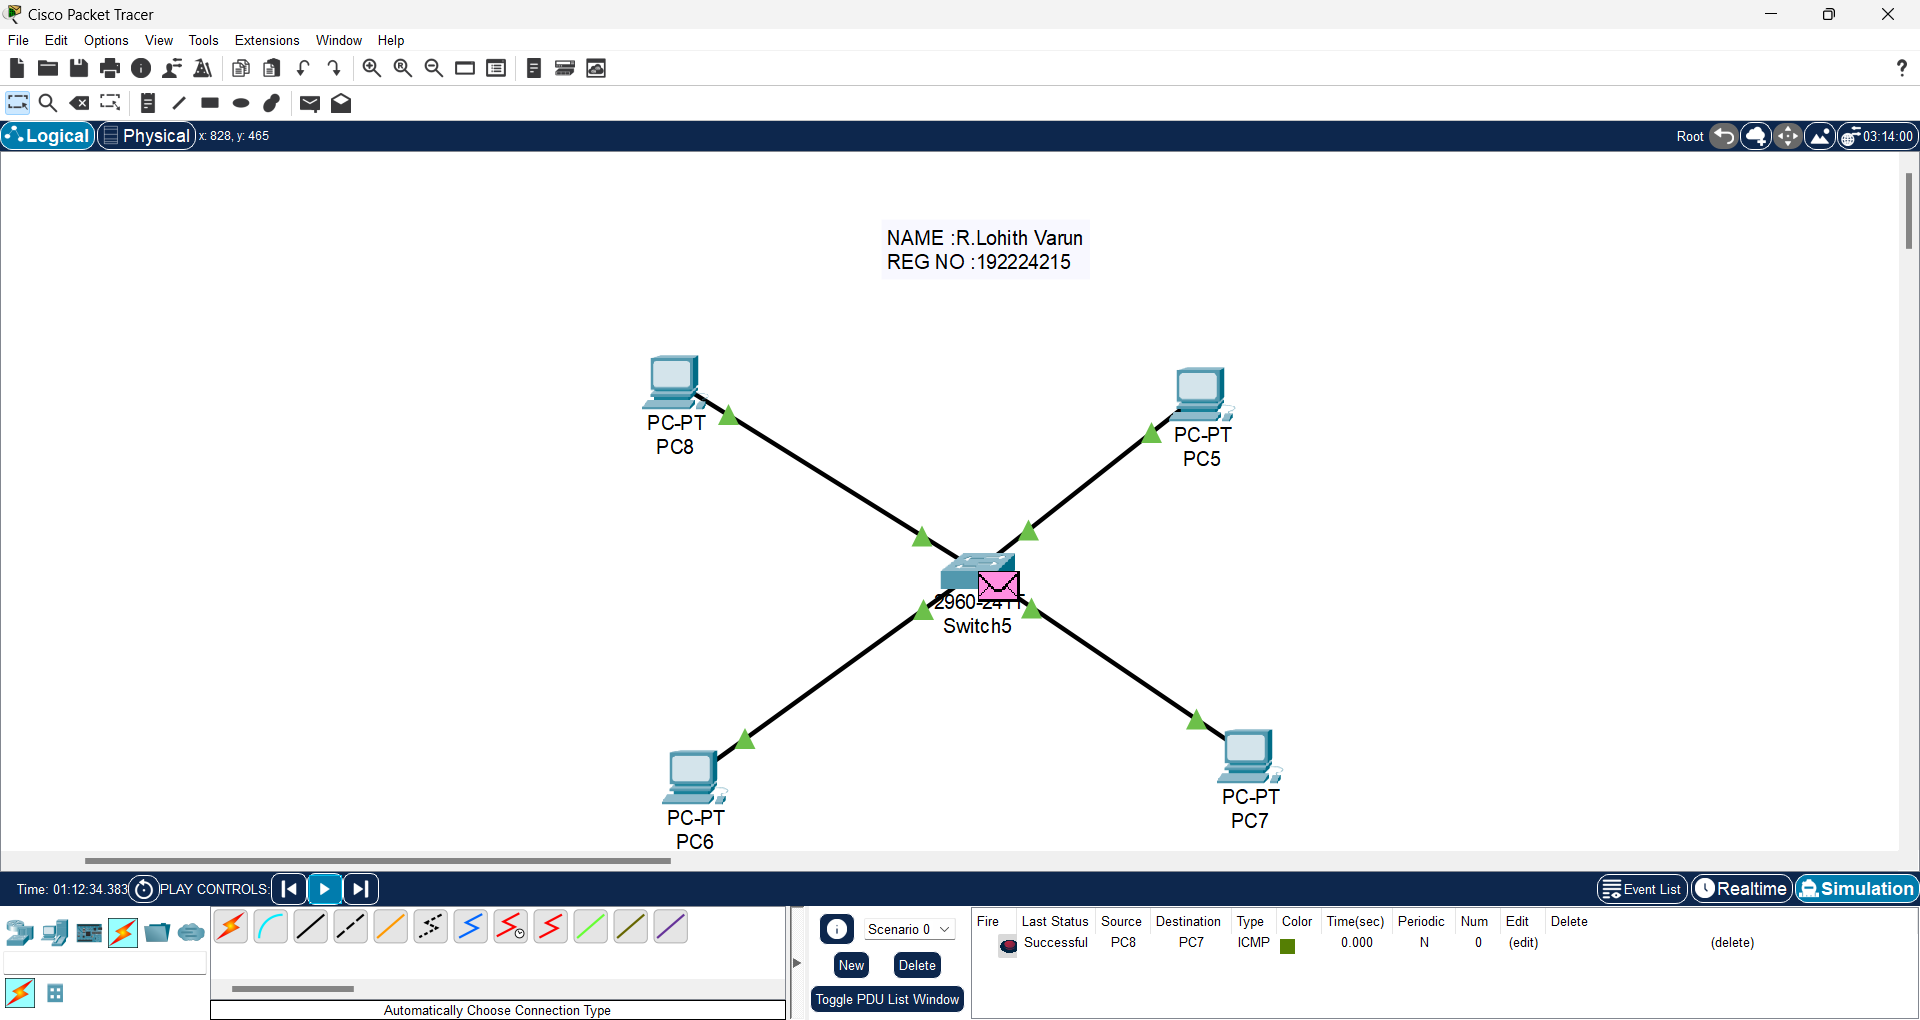 Cisco Packet Tracer
File Edit Options View Tools Extensions Window Help
Logical Physical x: 828, y: 465 Root 03:14:00
NAME :R.Lohith Varun
REG NO :192224215
PC-PT
PC8
PC-PT
PC5
2960-24TT
Switch5
PC-PT
PC6
PC-PT
PC7
Time: 01:12:34.383 PLAY CONTROLS: Event List Realtime Simulation
Scenario 0
New Delete
Toggle PDU List Window
Fire Last Status Source Destination Type Color Time(sec) Periodic Num Edit Delete
Successful PC8 PC7 ICMP 0.000 N 0 (edit) (delete)
Automatically Choose Connection Type